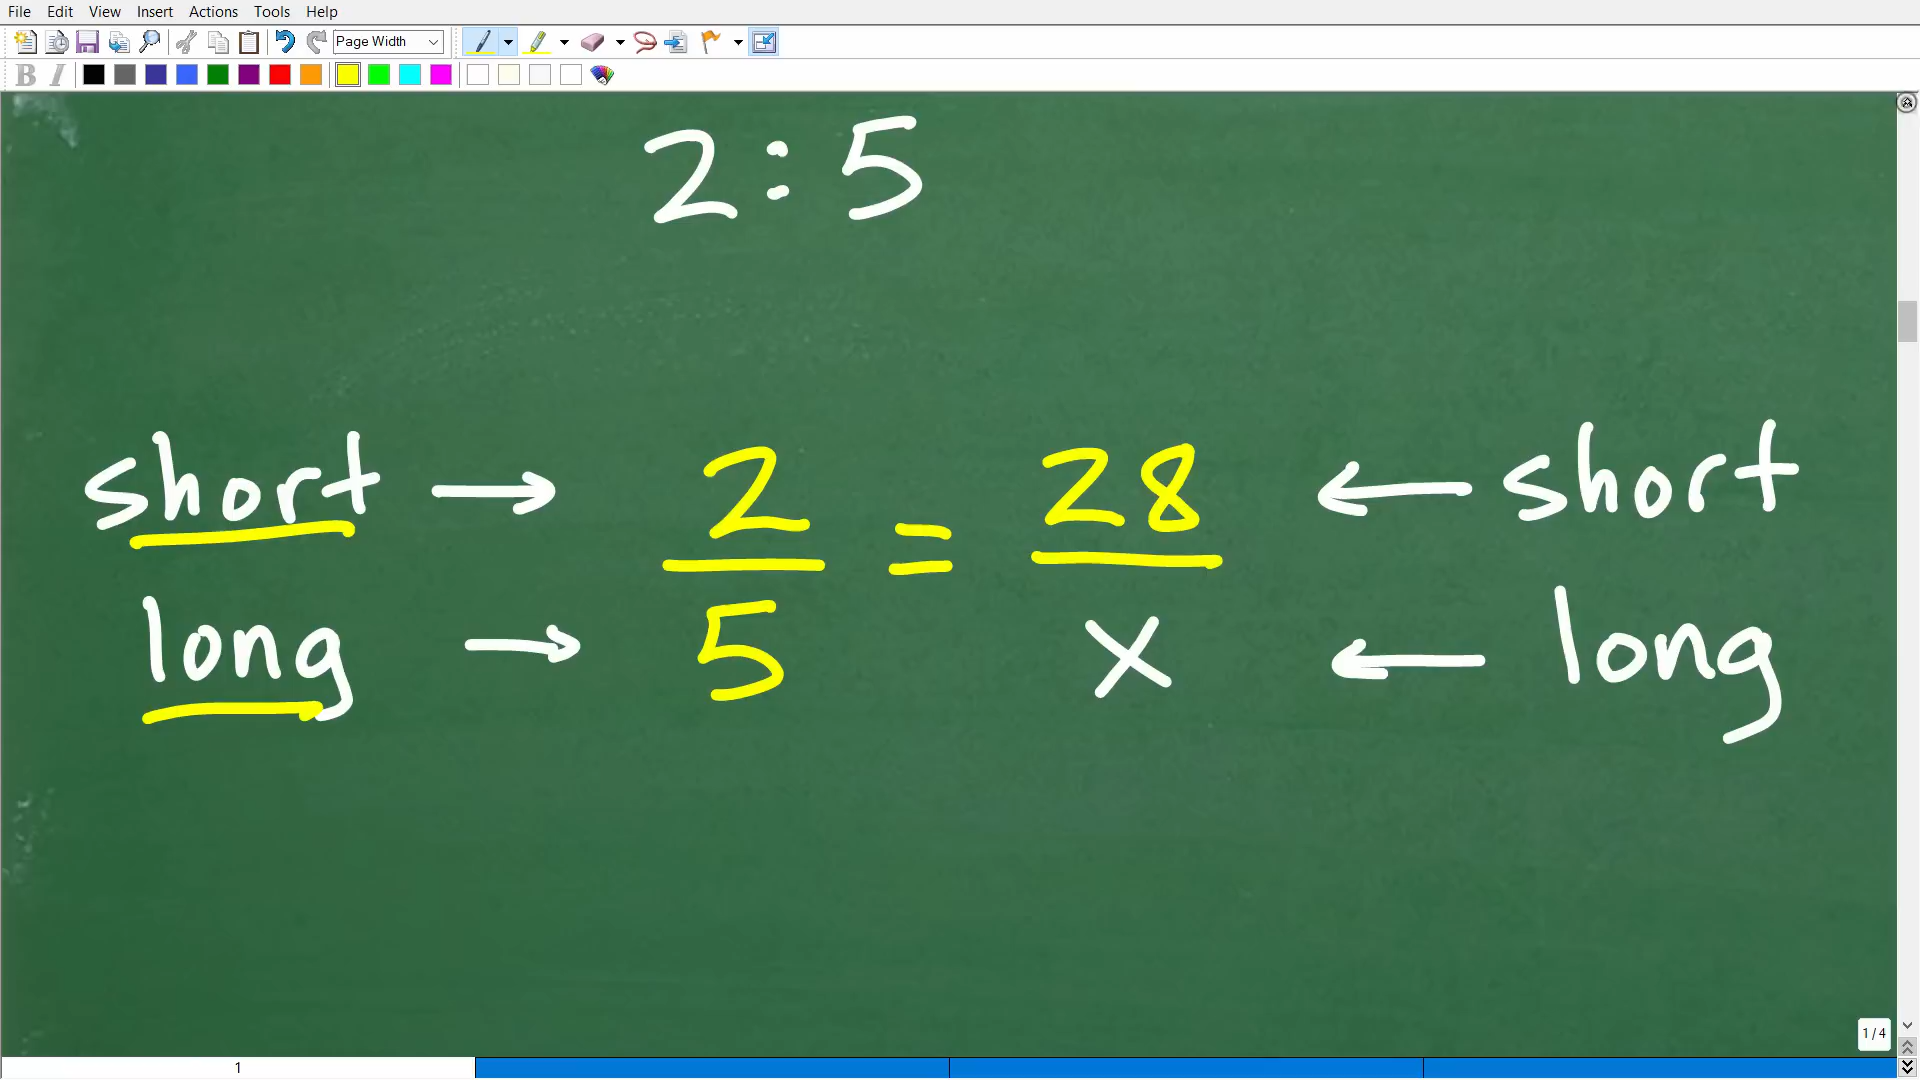 File Edit View Insert Actions Tools Help
Page Width
B I
2 : 5
short → 2 = 28 ← short
long → 5 x ← long
1 / 4
1